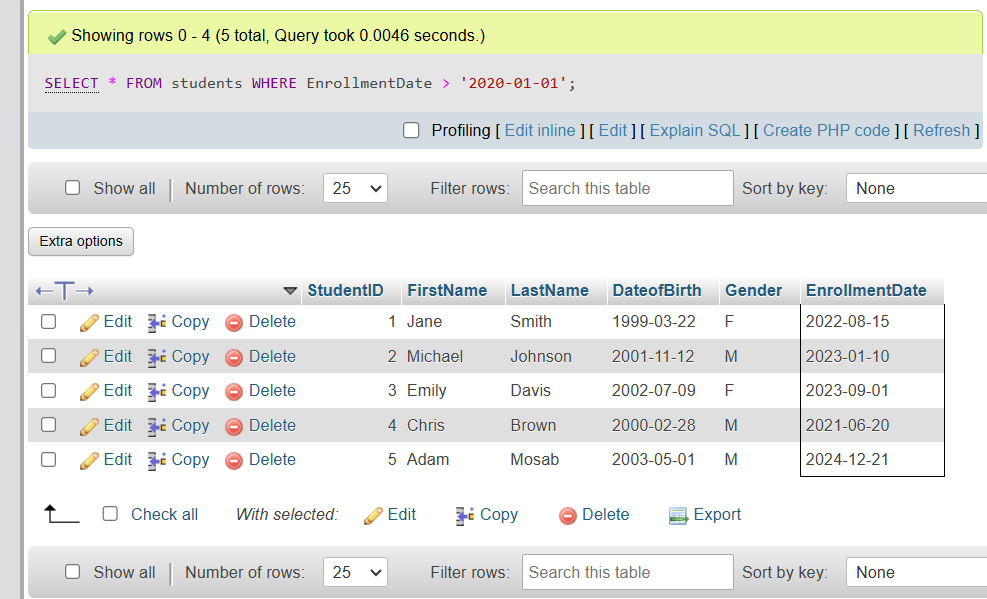 Showing rows 0 - 4 (5 total, Query took 0.0046 seconds.)
SELECT * FROM students WHERE EnrollmentDate > '2020-01-01';
Profiling [ Edit inline ] [ Edit ] [ Explain SQL ] [ Create PHP code ] [ Refresh ]
Show all Number of rows: 25 Filter rows: Search this table Sort by key: None
Extra options
StudentID FirstName LastName DateofBirth Gender EnrollmentDate
Edit Copy Delete 1 Jane Smith 1999-03-22 F 2022-08-15
Edit Copy Delete 2 Michael Johnson 2001-11-12 M 2023-01-10
Edit Copy Delete 3 Emily Davis 2002-07-09 F 2023-09-01
Edit Copy Delete 4 Chris Brown 2000-02-28 M 2021-06-20
Edit Copy Delete 5 Adam Mosab 2003-05-01 M 2024-12-21
Check all With selected: Edit Copy Delete Export
Show all Number of rows: 25 Filter rows: Search this table Sort by key: None